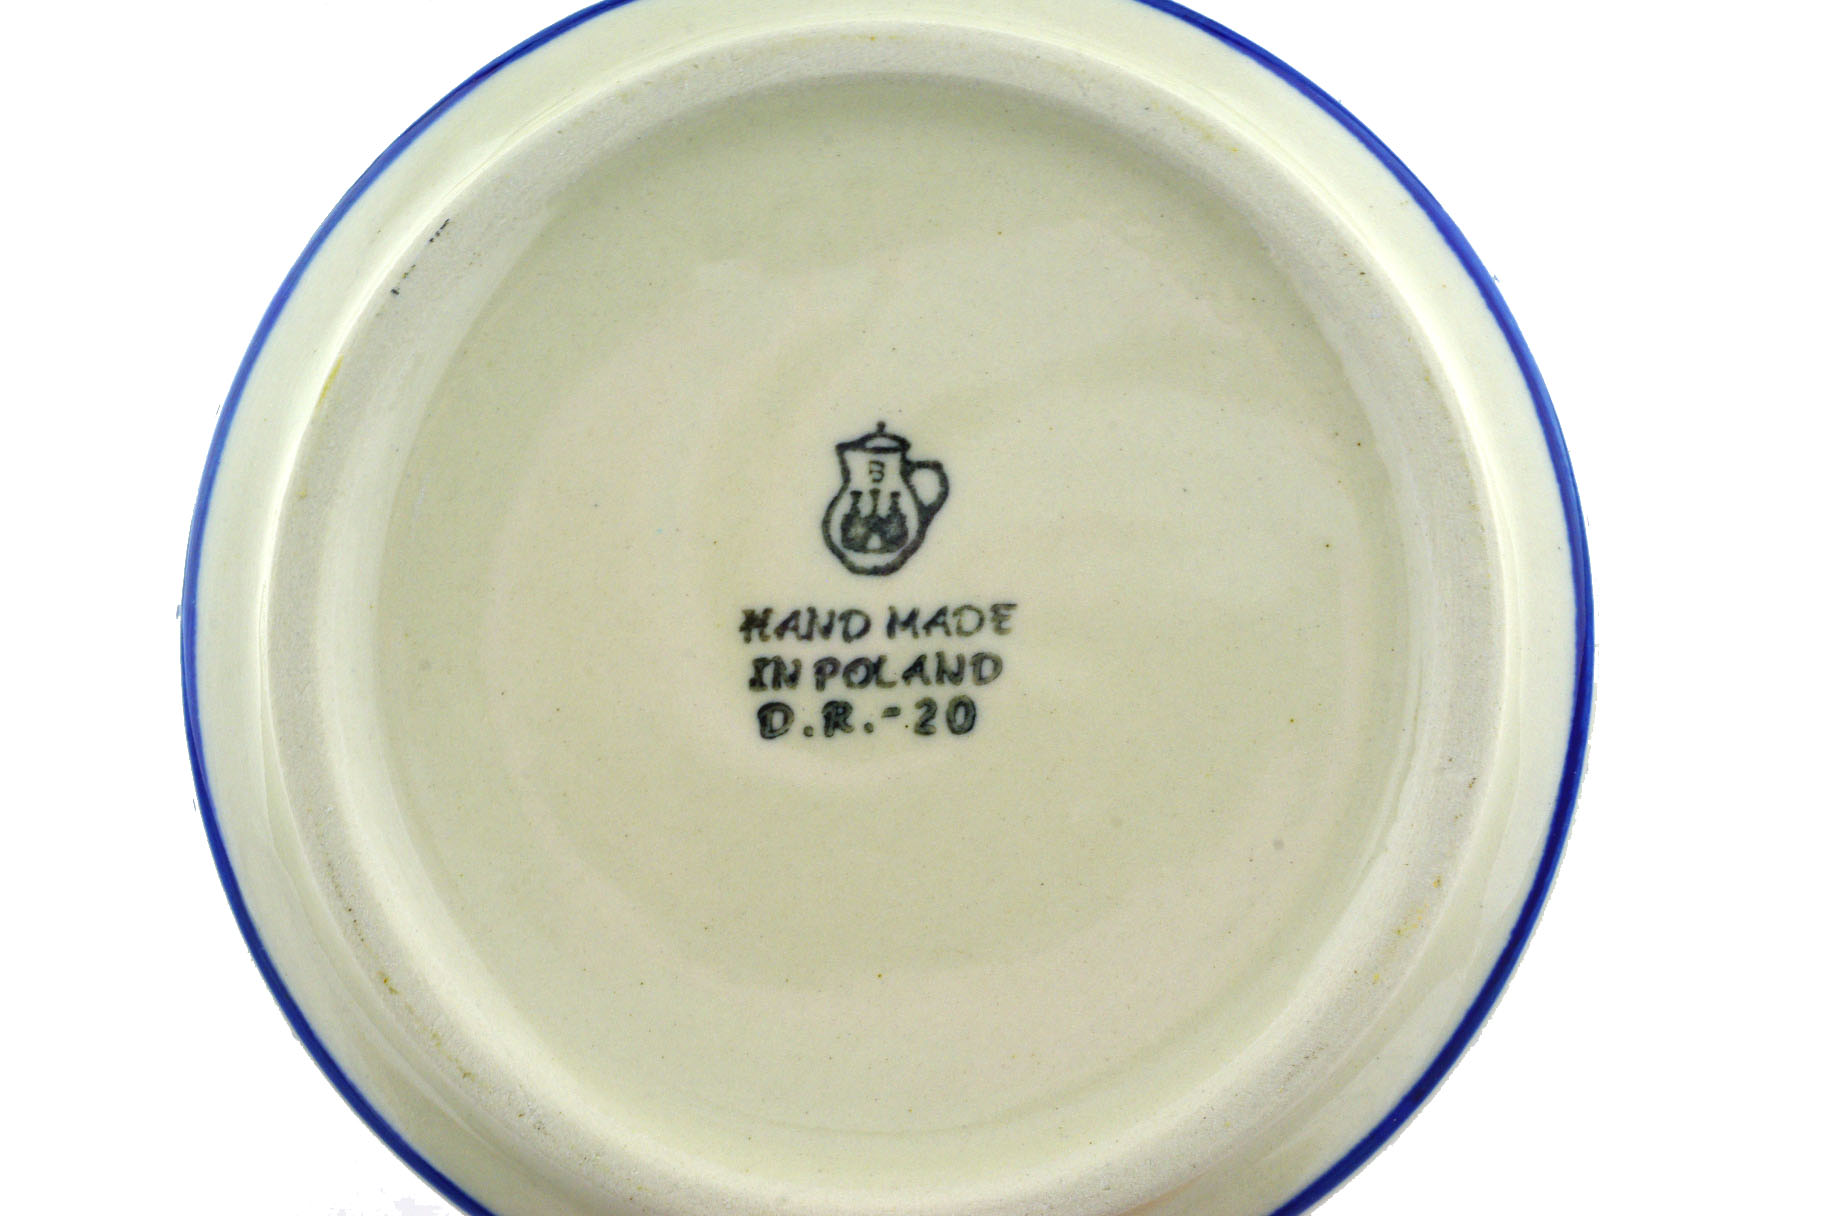 B
HAND MADE
IN POLAND
D.R.-20